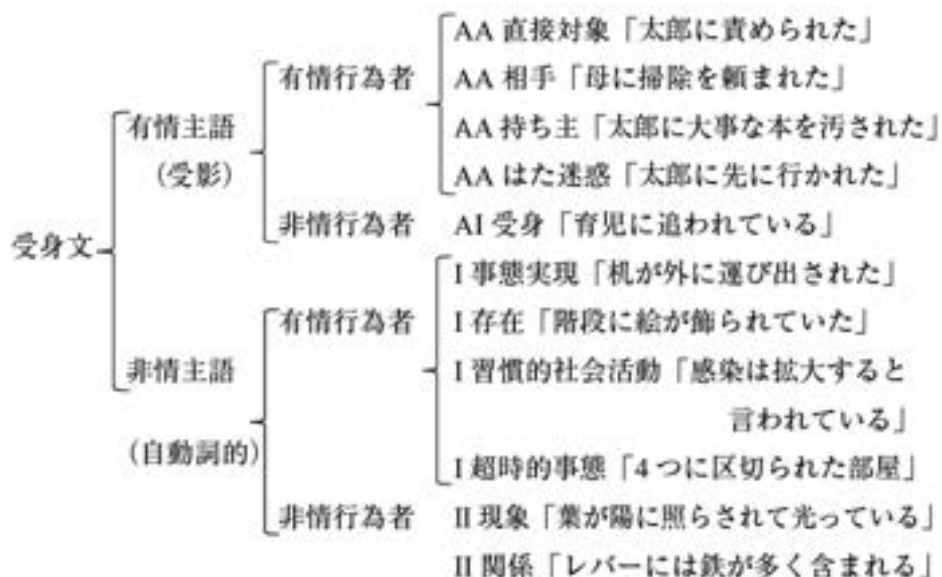 AA 直接対象「太郎に責められた」
有情行為者
AA 相手「母に掃除を頼まれた」
有情主語
AA 持ち主「太郎に大事な本を汚された」
(受影)
AA はた迷惑「太郎に先に行かれた」
非情行為者
AI 受身「育児に追われている」
受身文
I 事態実現「机が外に運び出された」
有情行為者
I 存在「階段に絵が飾られていた」
非情主語
I 習慣的社会活動「感染は拡大すると
言われている」
(自動詞的)
I 超時的事態「4つに区切られた部屋」
非情行為者
II 現象「葉が陽に照らされて光っている」
II 関係「レバーには鉄が多く含まれる」